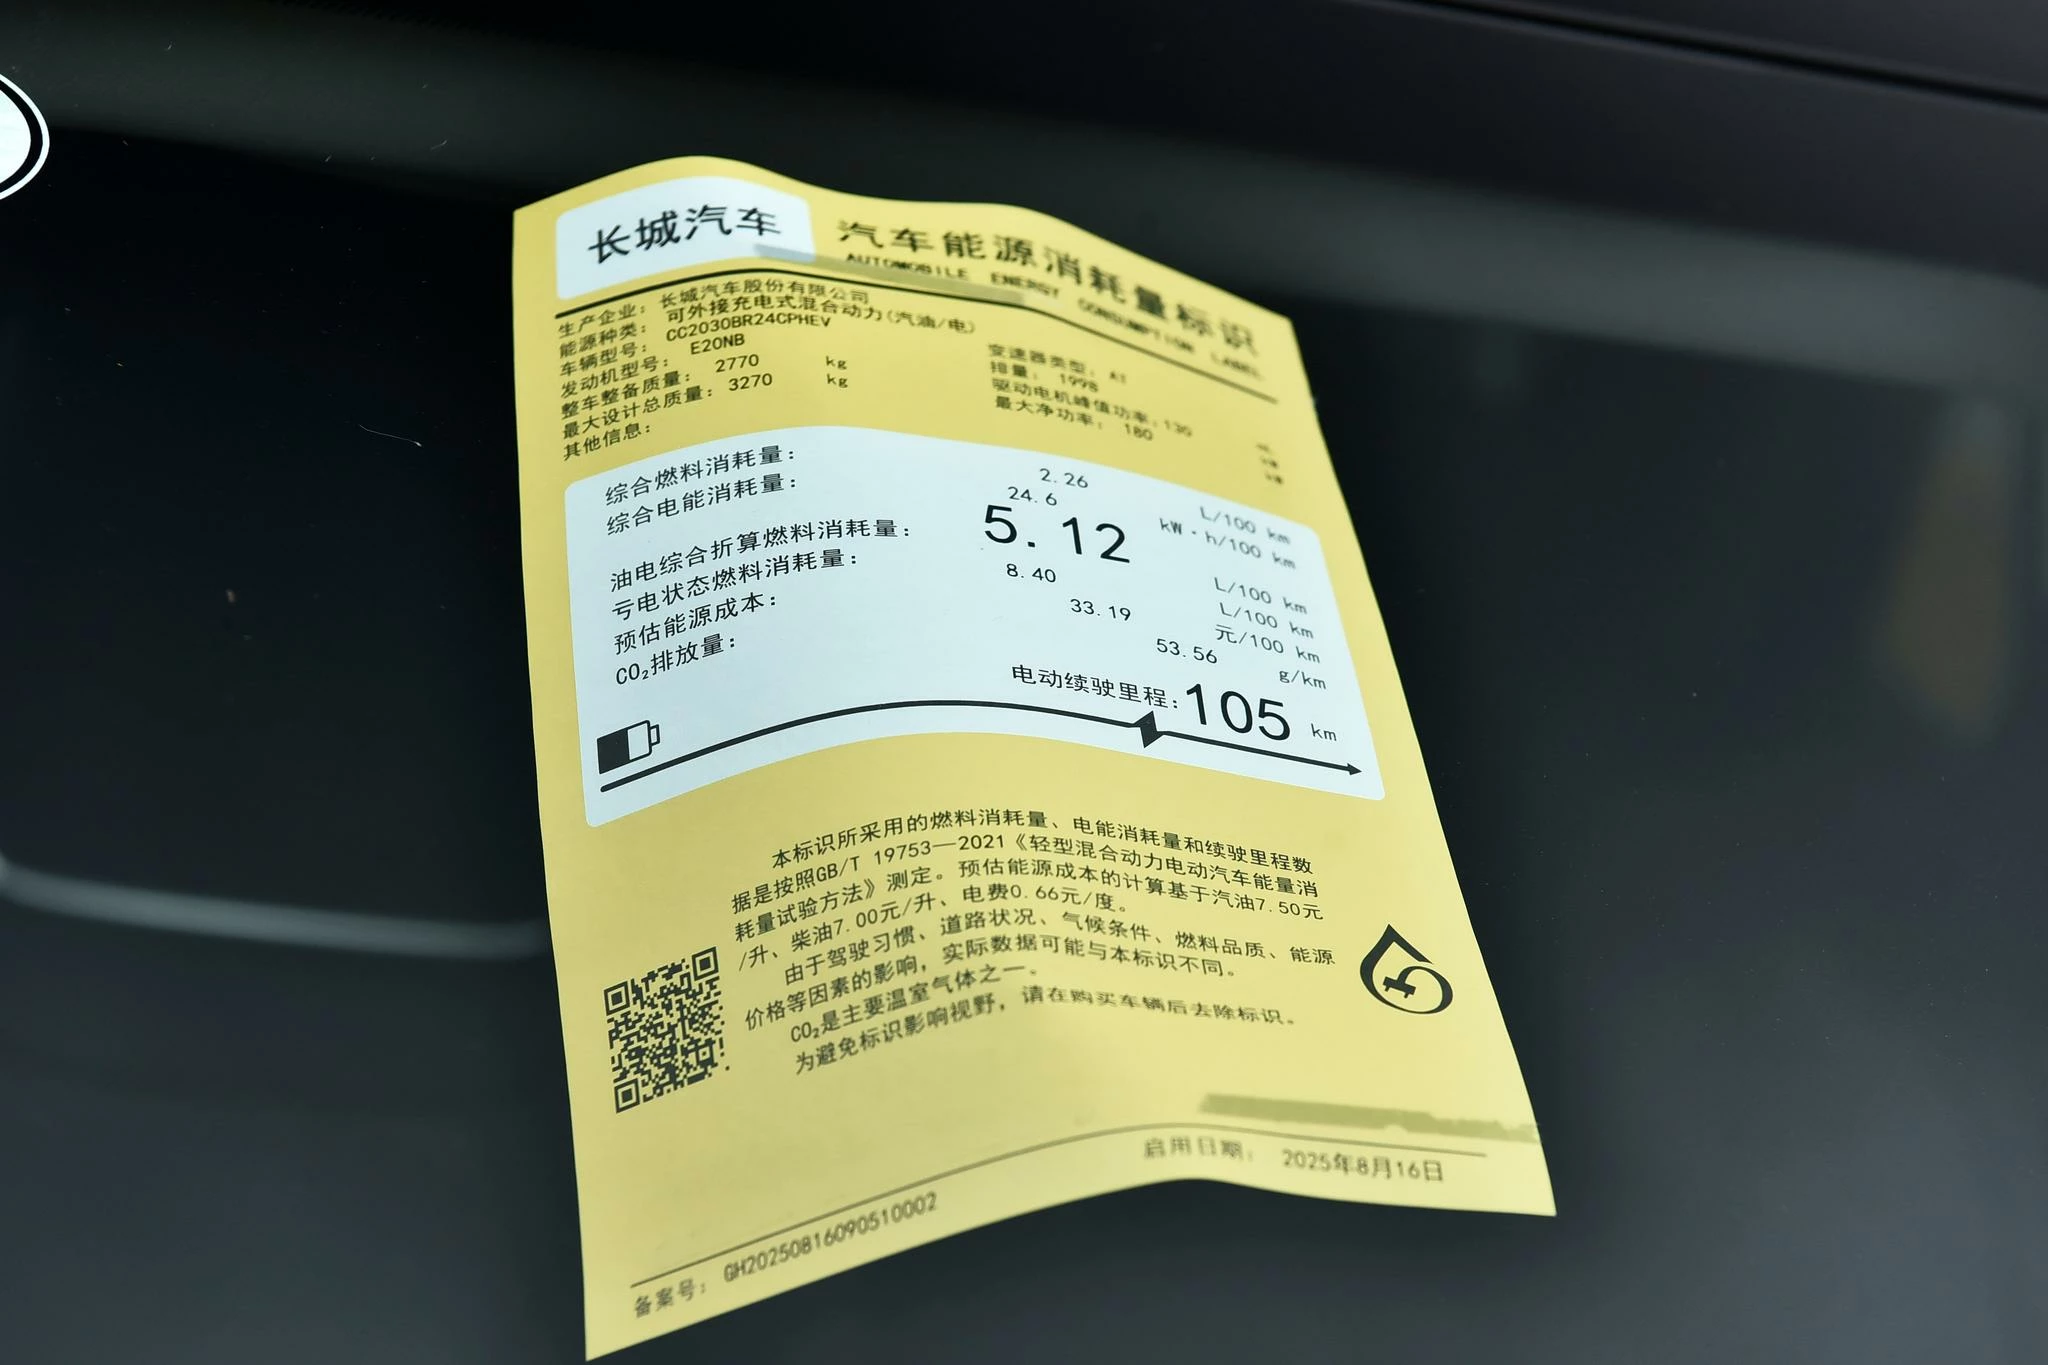 长城汽车
汽车能源消耗量标识
AUTOMOBILE ENERGY CONSUMPTION LABEL
生产企业: 长城汽车股份有限公司
能源种类: 可外接充电式混合动力(汽油/电)
车辆型号: CC2030BR24CPHEV
发动机型号: E20NB
变速器类型: AT
整车整备质量: 2770 kg
排量: 1998
最大设计总质量: 3270 kg
驱动电机峰值功率: 130
其他信息:
最大净功率: 180
综合燃料消耗量: 2.26 L/100 km
综合电能消耗量: 24.6 kW·h/100 km
油电综合折算燃料消耗量: 5.12 L/100 km
亏电状态燃料消耗量: 8.40 L/100 km
预估能源成本: 33.19 元/100 km
CO₂排放量: 53.56 g/km
电动续驶里程: 105 km
本标识所采用的燃料消耗量、电能消耗量和续驶里程数
据是按照GB/T 19753—2021《轻型混合动力电动汽车能量消
耗量试验方法》测定。预估能源成本的计算基于汽油7.50元
/升、柴油7.00元/升、电费0.66元/度。
由于驾驶习惯、道路状况、气候条件、燃料品质、能源
价格等因素的影响，实际数据可能与本标识不同。
CO₂是主要温室气体之一。
为避免标识影响视野，请在购买车辆后去除标识。
启用日期: 2025年8月16日
备案号: GH20250816090510002